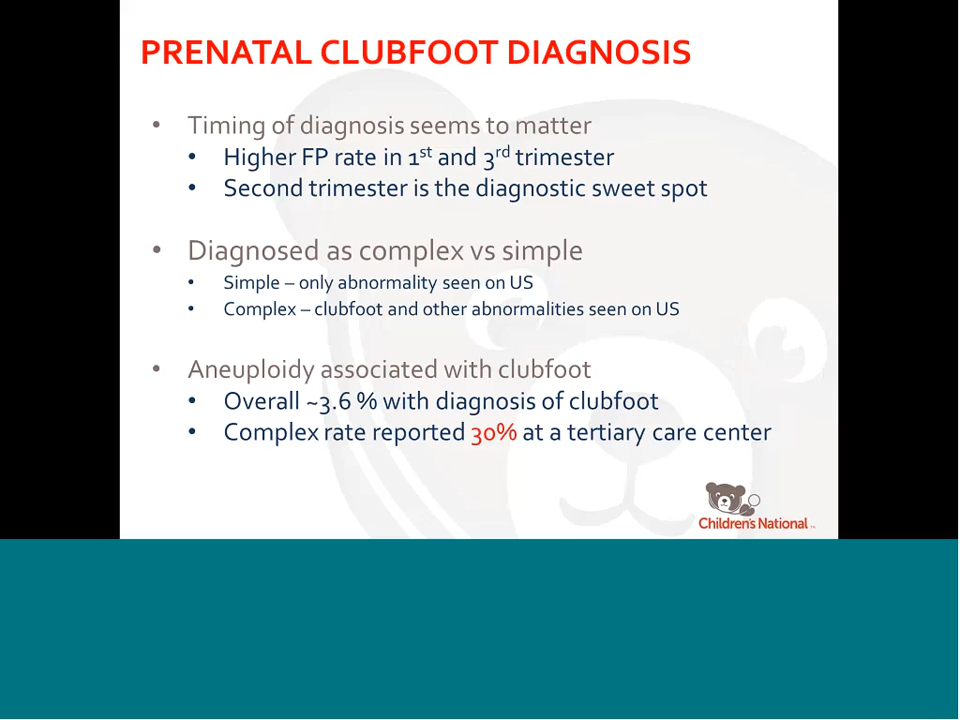 PRENATAL CLUBFOOT DIAGNOSIS
• Timing of diagnosis seems to matter
• Higher FP rate in 1st and 3rd trimester
• Second trimester is the diagnostic sweet spot
• Diagnosed as complex vs simple
• Simple – only abnormality seen on US
• Complex – clubfoot and other abnormalities seen on US
• Aneuploidy associated with clubfoot
• Overall ~3.6 % with diagnosis of clubfoot
• Complex rate reported 30% at a tertiary care center
Children's National